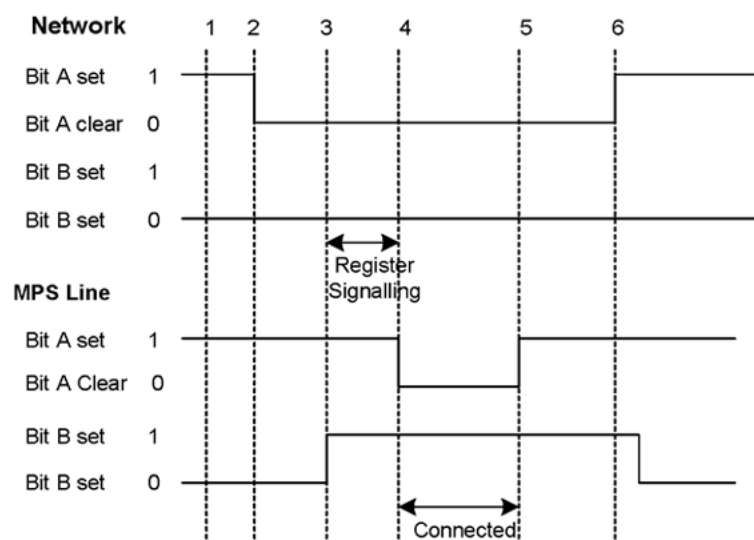 Network 1 2 3 4 5 6
Bit A set 1
Bit A clear 0
Bit B set 1
Bit B set 0
Register
Signalling
MPS Line
Bit A set 1
Bit A Clear 0
Bit B set 1
Bit B set 0
Connected